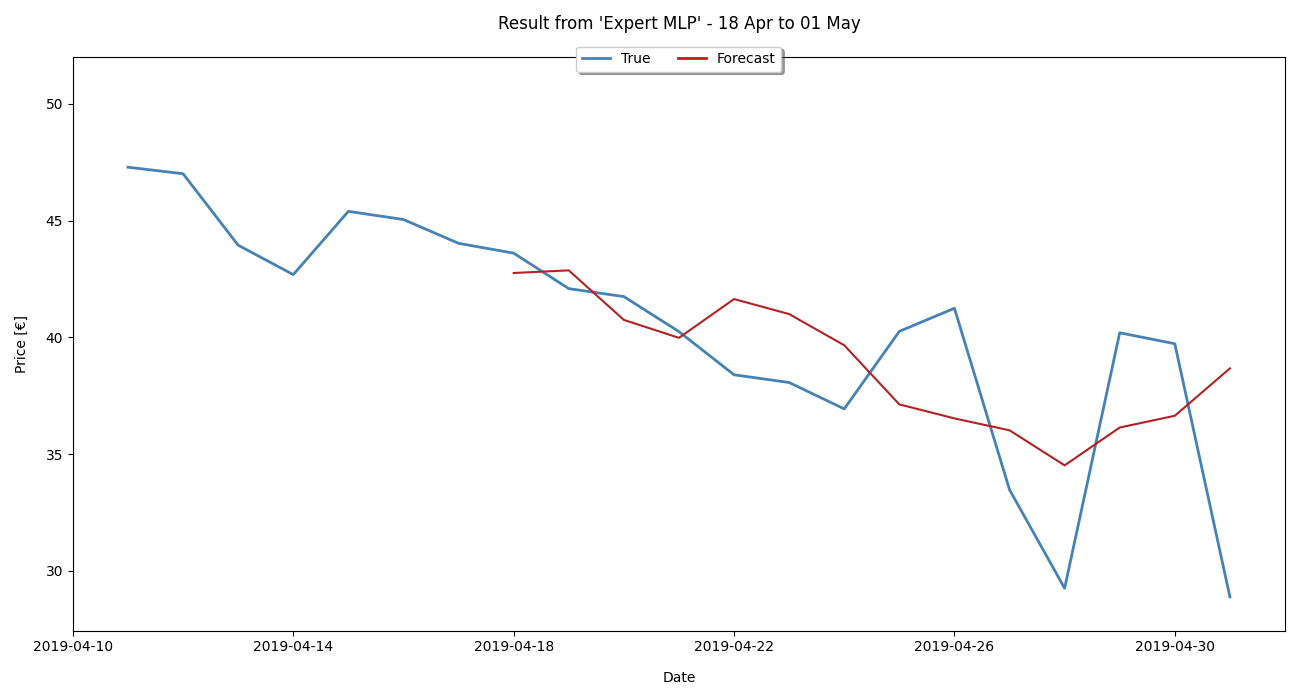 Result from 'Expert MLP' - 18 Apr to 01 May
True Forecast
50
45
40
35
30
Price [€]
2019-04-10 2019-04-14 2019-04-18 2019-04-22 2019-04-26 2019-04-30
Date